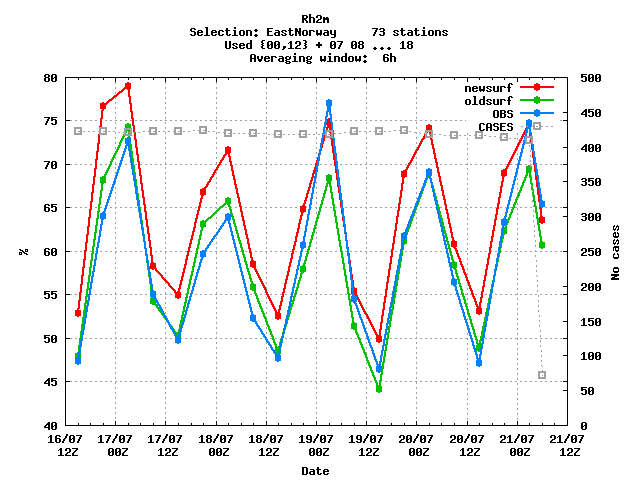 Rh2m
Selection: EastNorway     73 stations
Used {00,12} + 07 08 ... 18
Averaging window:  6h
newsurf
oldsurf
OBS
CASES
%
80
75
70
65
60
55
50
45
40
No cases
500
450
400
350
300
250
200
150
100
50
0
16/07 17/07 17/07 18/07 18/07 19/07 19/07 20/07 20/07 21/07 21/07
12Z 00Z 12Z 00Z 12Z 00Z 12Z 00Z 12Z 00Z 12Z
Date